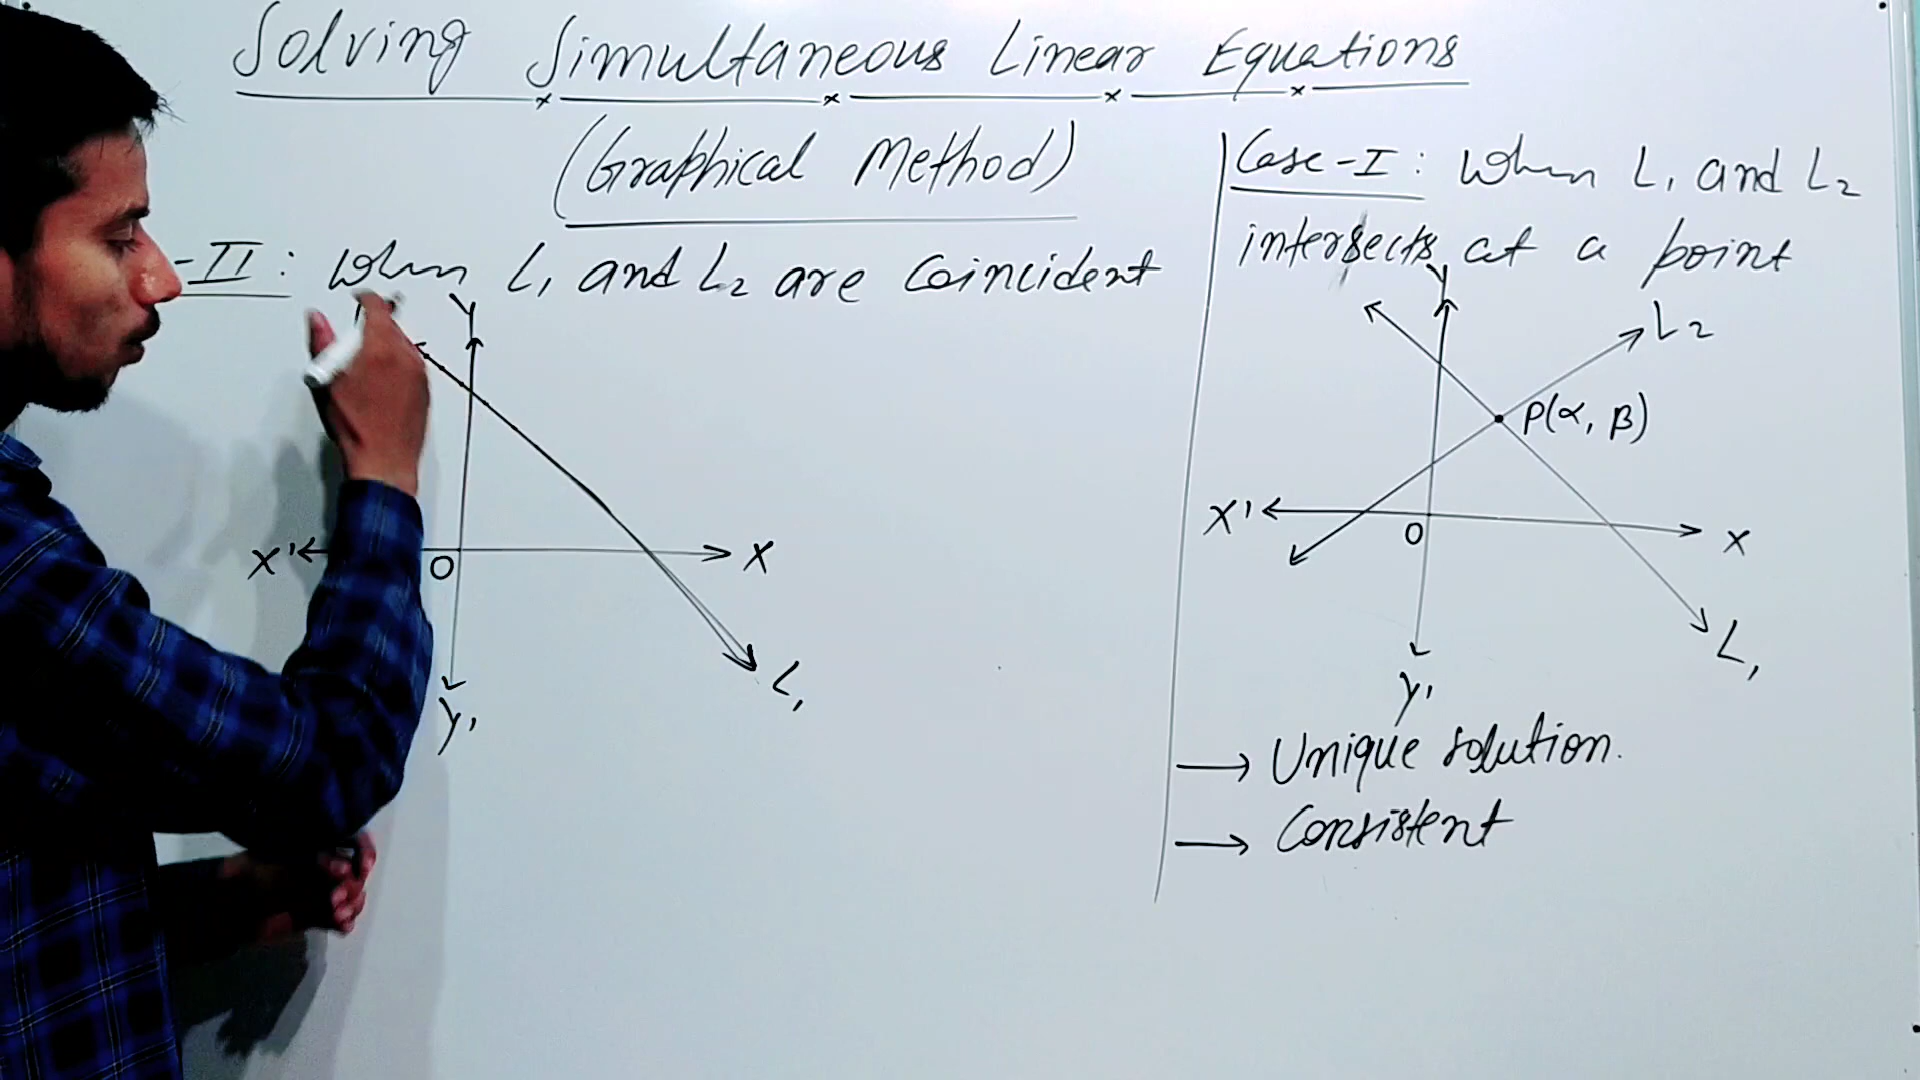 Solving Simultaneous Linear Equations
(Graphical Method)
-II : When L₁ and L₂ are Coincident
Y
X' O X
L₁
Y'
Case-I : When L₁ and L₂
intersects at a point
Y
L₂
P(α, β)
X' O X
L₁
Y'
→ Unique solution.
→ Consistent